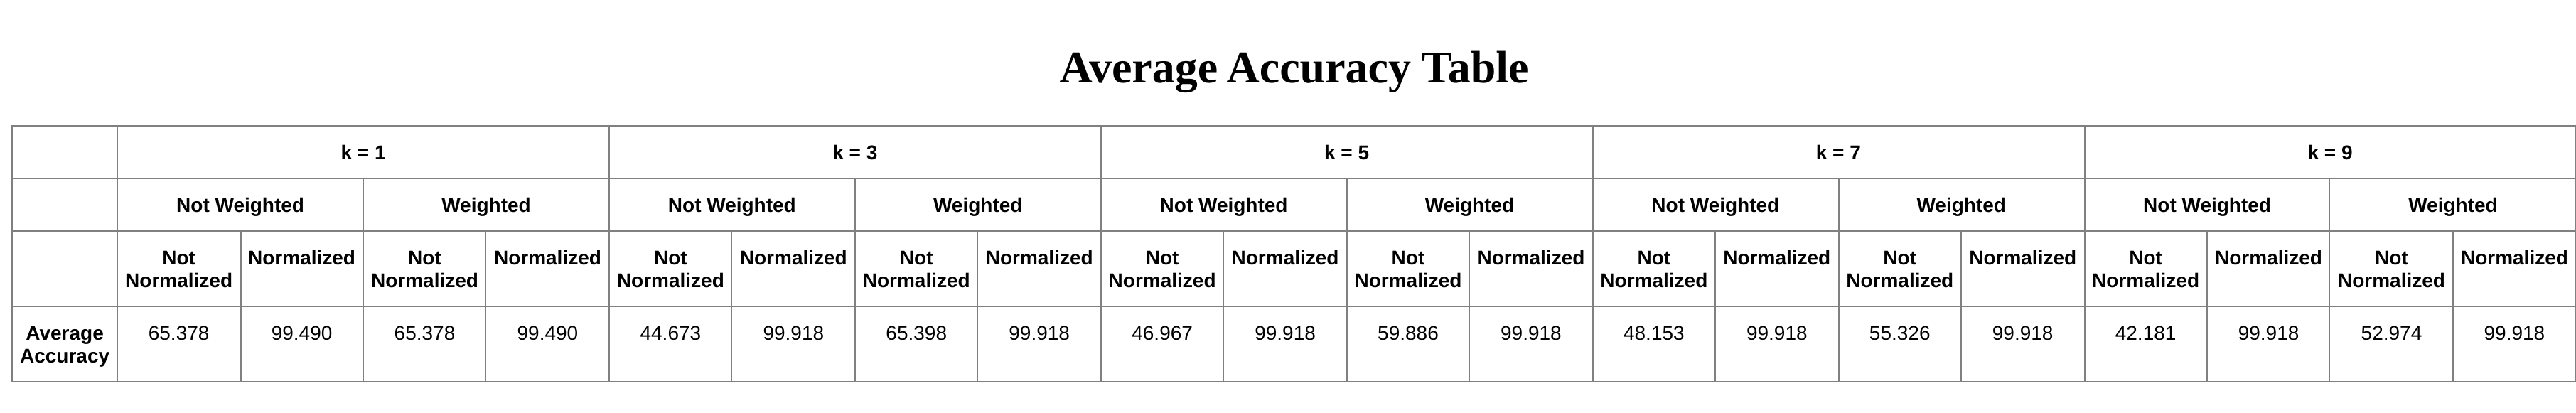 Average Accuracy Table
k = 1 k = 3 k = 5 k = 7 k = 9
Not Weighted Weighted Not Weighted Weighted Not Weighted Weighted Not Weighted Weighted Not Weighted Weighted
Not Normalized Not Normalized Not Normalized Not Normalized Not Normalized Not Normalized Not Normalized Not Normalized Not Normalized Not Normalized
Normalized Normalized Normalized Normalized Normalized Normalized Normalized Normalized Normalized Normalized
Average 65.378 99.490 65.378 99.490 44.673 99.918 65.398 99.918 46.967 99.918 59.886 99.918 48.153 99.918 55.326 99.918 42.181 99.918 52.974 99.918
Accuracy